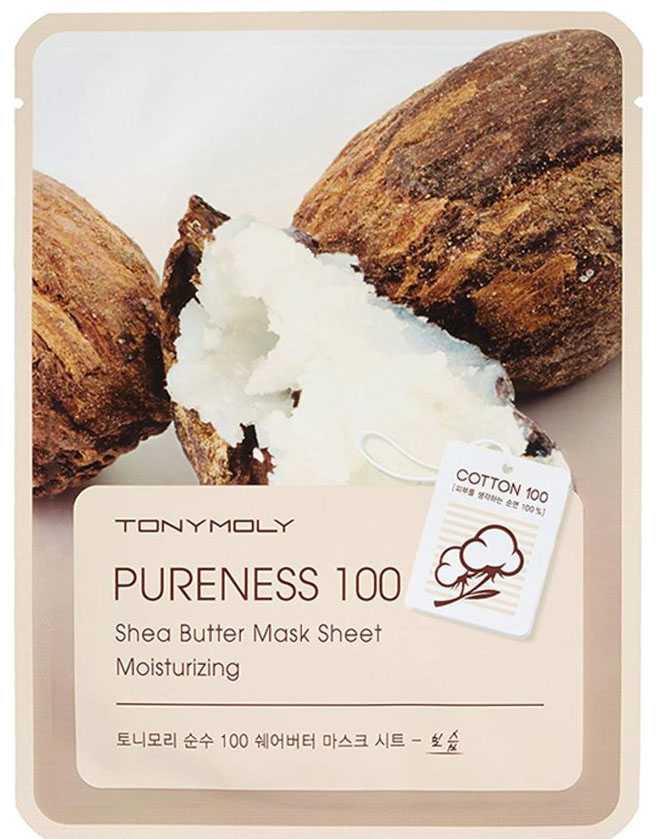 COTTON 100
[피부를 생각하는 순면 100%]
TONYMOLY
PURENESS 100
Shea Butter Mask Sheet
Moisturizing
토니모리 순수 100 쉐어버터 마스크 시트 - 보습